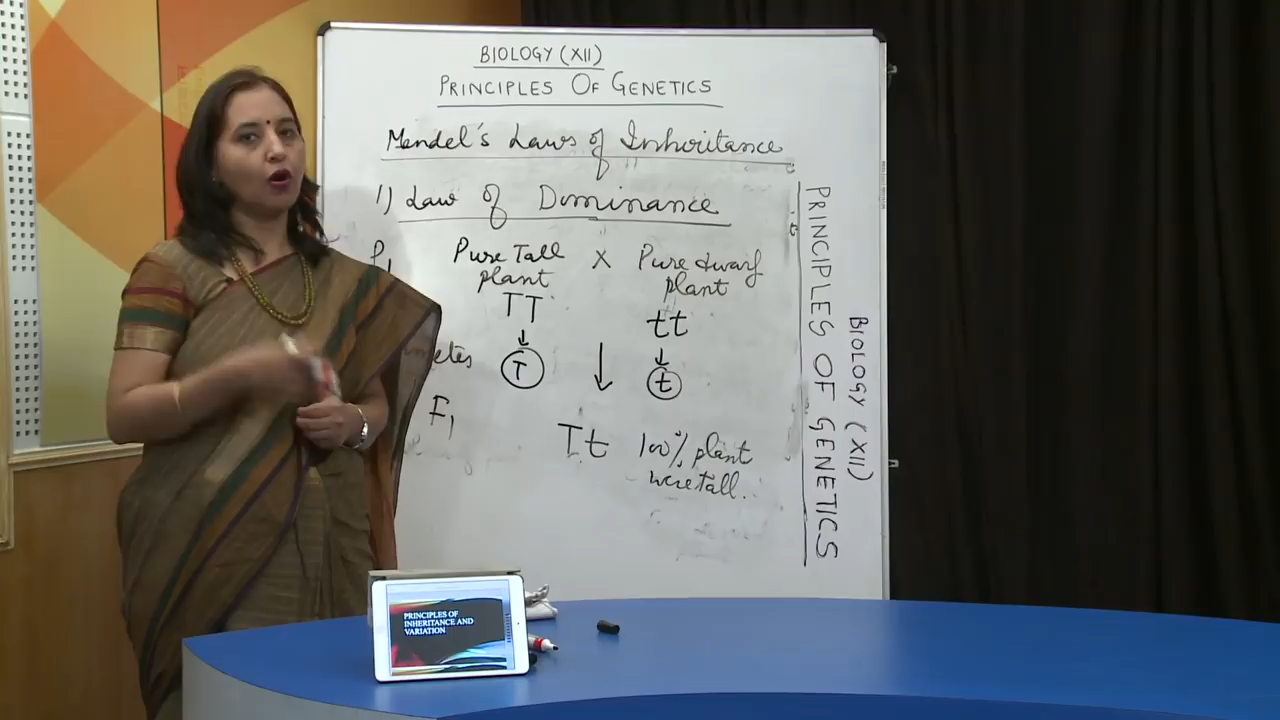 BIOLOGY (XII)
PRINCIPLES OF GENETICS
Mendel's Laws of Inheritance
1) Law of Dominance
P1 Pure Tall plant X Pure dwarf plant
TT tt
T t
F1 Tt 100% plant
were tall.
PRINCIPLES OF GENETICS
BIOLOGY (XII)
PRINCIPLES OF
INHERITANCE AND
VARIATION